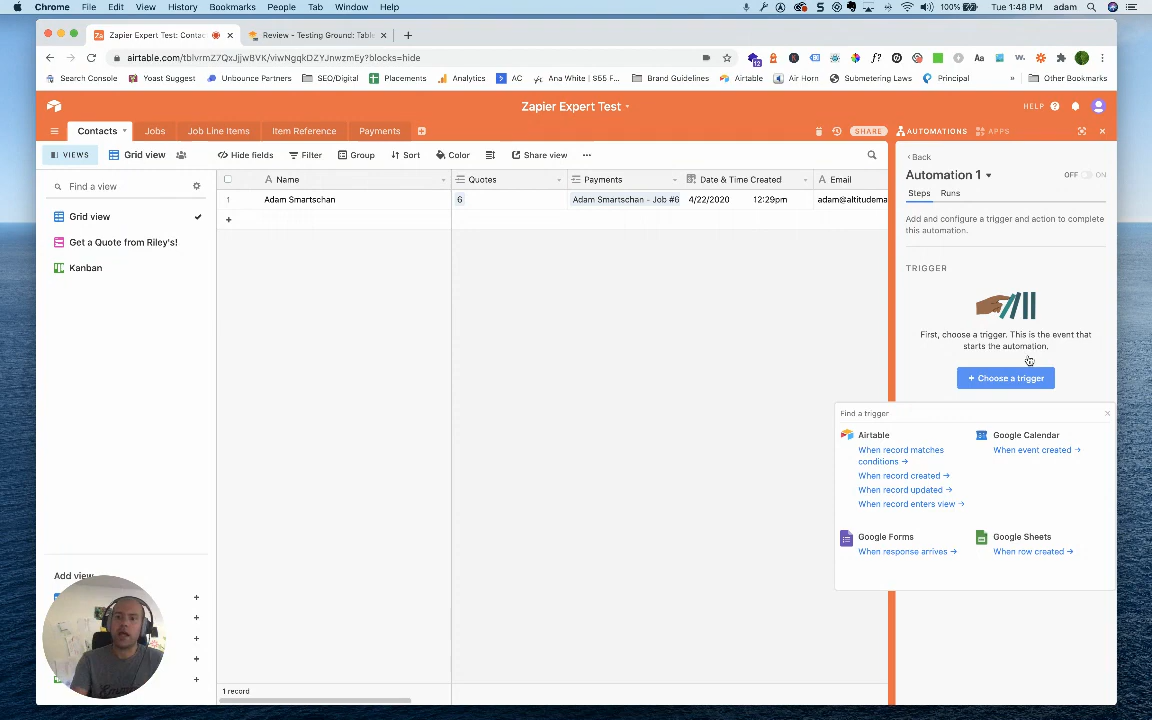 Chrome File Edit View History Bookmarks People Tab Window Help 100% Tue 1:48 PM adam
Zapier Expert Test: Contac Review - Testing Ground: Table
airtable.com/tblvrmZ7QxJjjwBVK/viwNgqkDZYJnwzmEy?blocks=hide
12 f? Aa
Search Console Yoast Suggest Unbounce Partners SEO/Digital Placements Analytics AC Ana White | S55 F... Brand Guidelines Airtable Air Horn Submetering Laws Principal » Other Bookmarks
Zapier Expert Test
HELP
Contacts Jobs Job Line Items Item Reference Payments SHARE AUTOMATIONS APPS
VIEWS Grid view Hide fields Filter Group Sort Color Share view ...
Find a view
Grid view
Get a Quote from Riley's!
Kanban
Add view
Name Quotes Payments Date & Time Created Email
1 Adam Smartschan 6 Adam Smartschan - Job #6 4/22/2020 12:29pm adam@altitudema
1 record
Back
Automation 1 OFF ON
Steps Runs
Add and configure a trigger and action to complete
this automation.
TRIGGER
First, choose a trigger. This is the event that
starts the automation.
+ Choose a trigger
Find a trigger
Airtable
When record matches
conditions →
When record created →
When record updated →
When record enters view →
Google Calendar
When event created →
Google Forms
When response arrives →
Google Sheets
When row created →